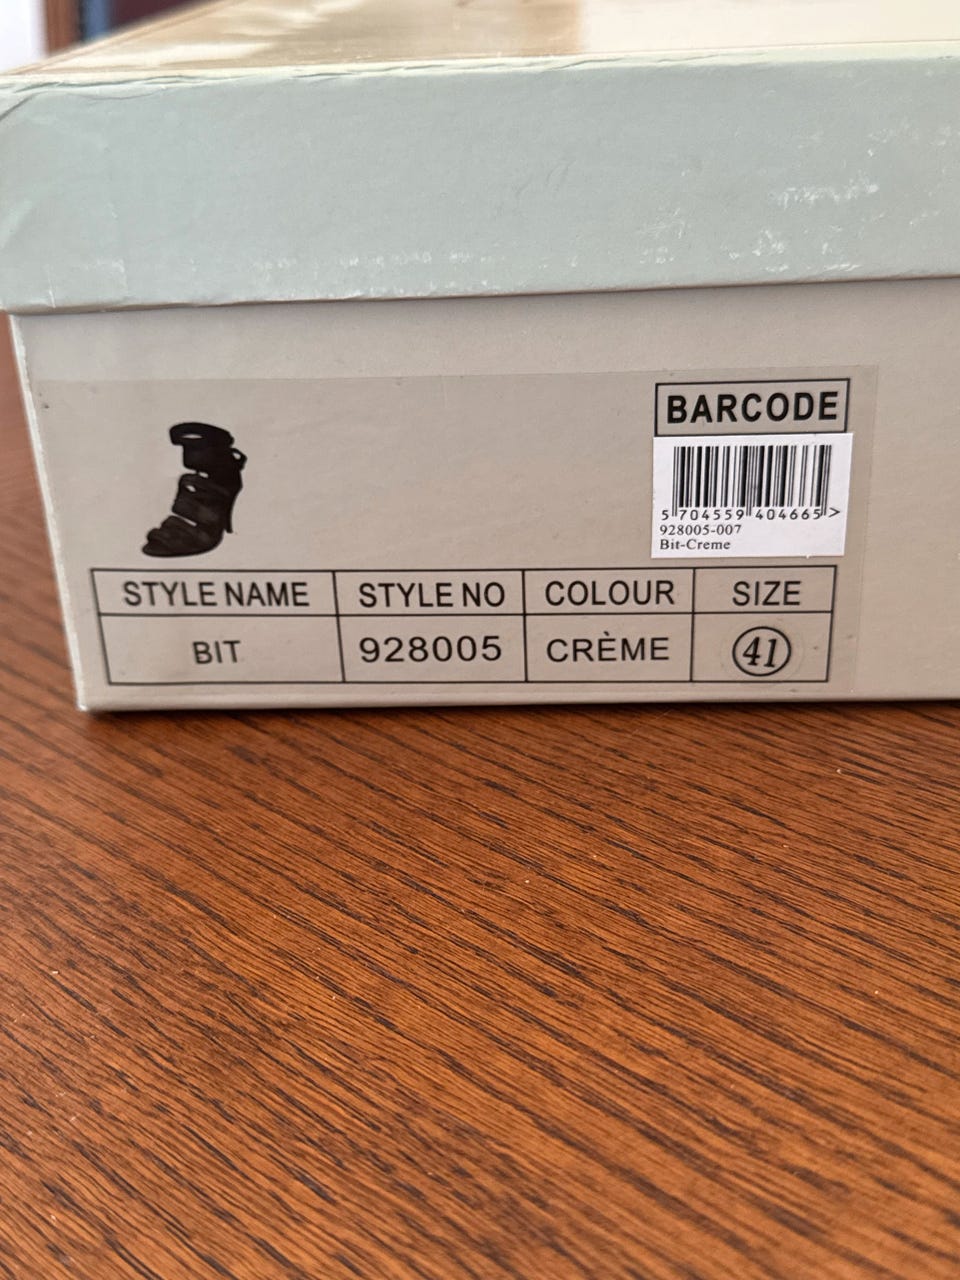 BARCODE
5 704559 404665 >
928005-007
Bit-Creme
STYLE NAME STYLE NO COLOUR SIZE
BIT 928005 CRÈME 41